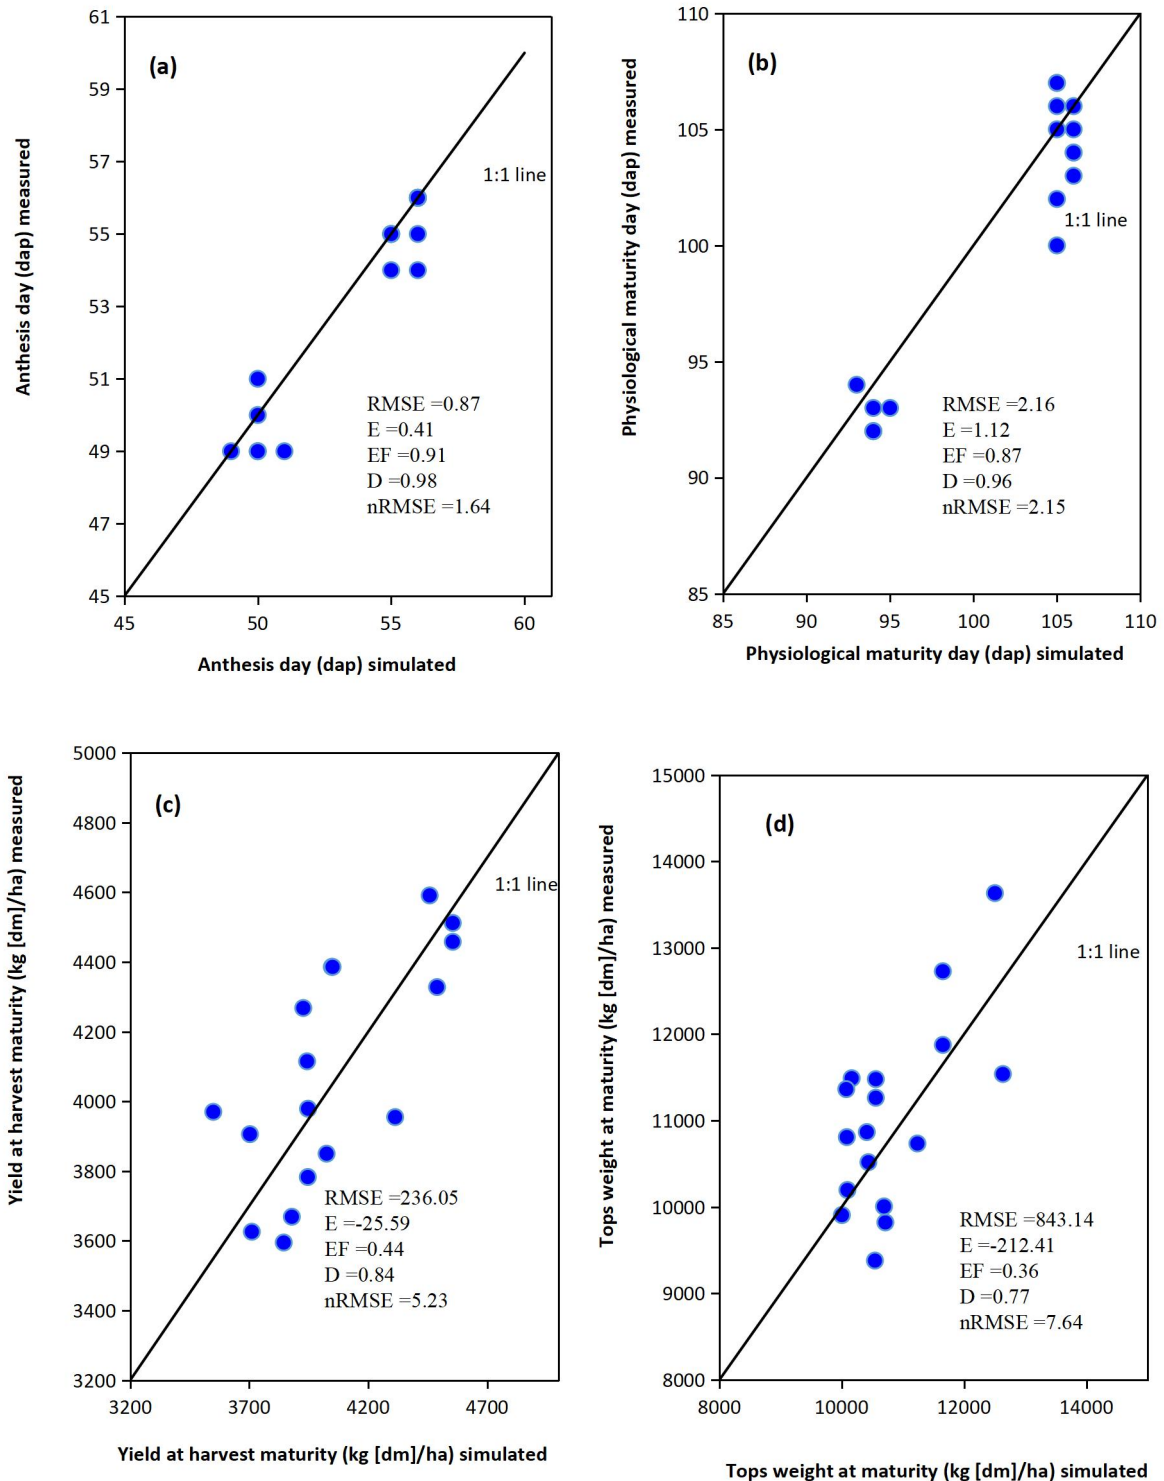 (a)
Anthesis day (dap) measured
61
59
57
55
53
51
49
47
45
1:1 line
RMSE =0.87
E =0.41
EF =0.91
D =0.98
nRMSE =1.64
45 50 55 60
Anthesis day (dap) simulated
(b)
Physiological maturity day (dap) measured
110
105
100
95
90
85
1:1 line
RMSE =2.16
E =1.12
EF =0.87
D =0.96
nRMSE =2.15
85 90 95 100 105 110
Physiological maturity day (dap) simulated
(c)
Yield at harvest maturity (kg [dm]/ha) measured
5000
4800
4600
4400
4200
4000
3800
3600
3400
3200
1:1 line
RMSE =236.05
E =-25.59
EF =0.44
D =0.84
nRMSE =5.23
3200 3700 4200 4700
Yield at harvest maturity (kg [dm]/ha) simulated
(d)
Tops weight at maturity (kg [dm]/ha) measured
15000
14000
13000
12000
11000
10000
9000
8000
1:1 line
RMSE =843.14
E =-212.41
EF =0.36
D =0.77
nRMSE =7.64
8000 10000 12000 14000
Tops weight at maturity (kg [dm]/ha) simulated